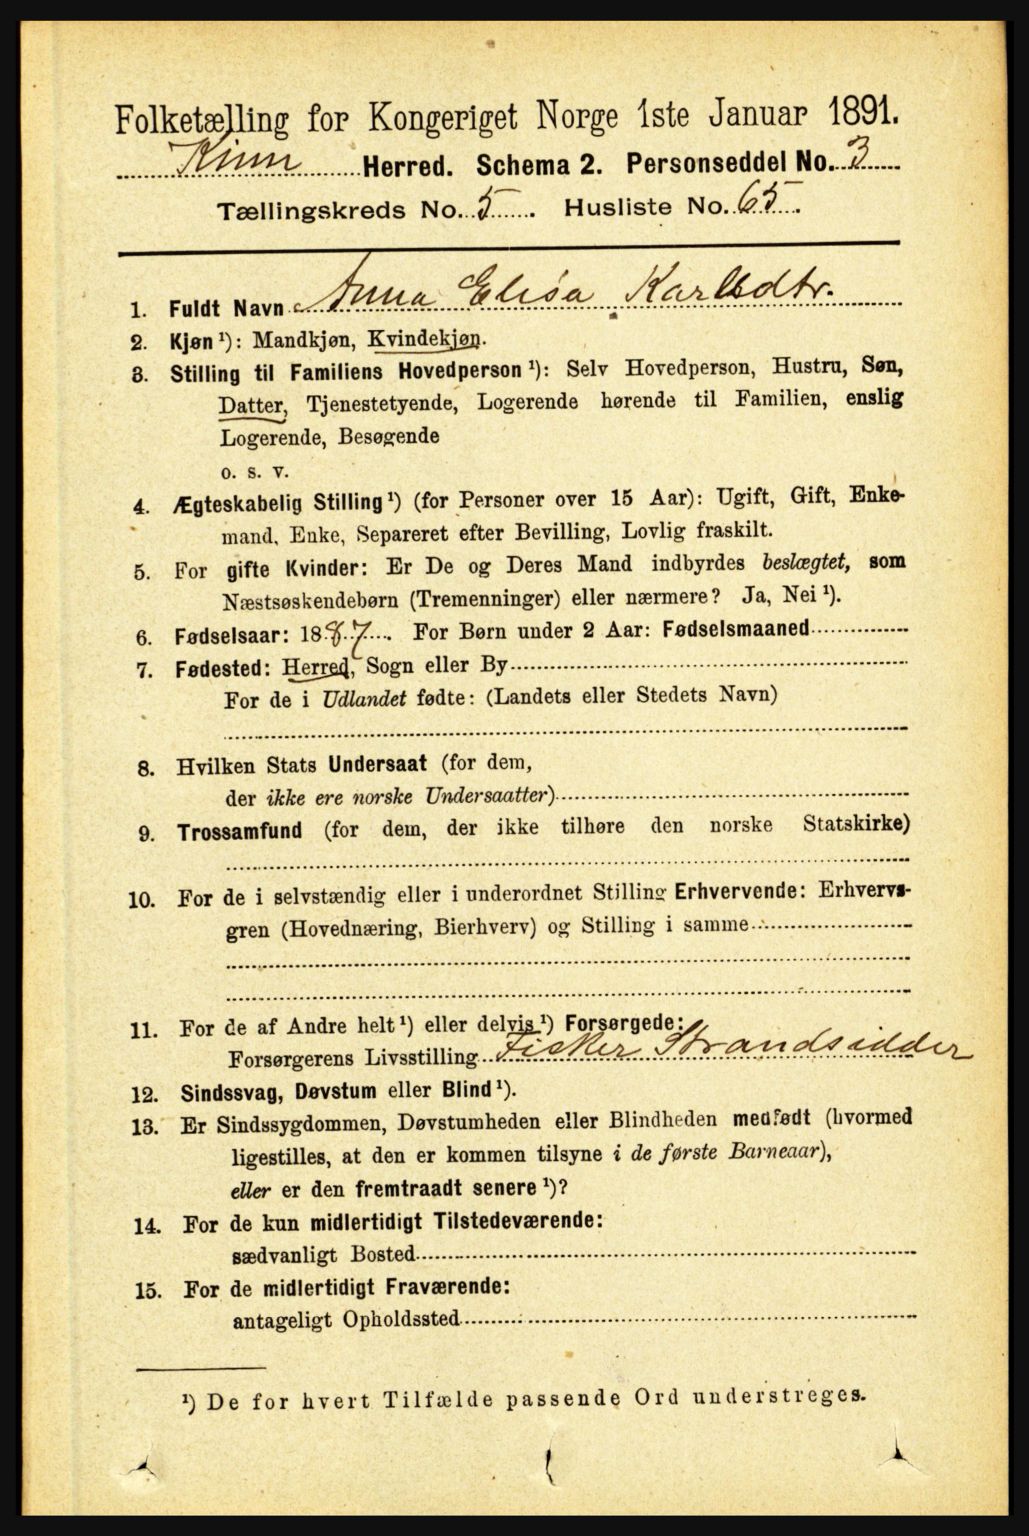 Folketælling for Kongeriget Norge 1ste Januar 1891.
Kinn Herred. Schema 2. Personseddel No. 3
Tællingskreds No. 5. Husliste No. 65.
1. Fuldt Navn Anna Elisa Karlsdtr.
2. Kjøn¹): Mandkjøn, Kvindekjøn.
3. Stilling til Familiens Hovedperson¹): Selv Hovedperson, Hustru, Søn,
Datter, Tjenestetyende, Logerende hørende til Familien, enslig
Logerende, Besøgende
o. s. v.
4. Ægteskabelig Stilling¹) (for Personer over 15 Aar): Ugift, Gift, Enke-
mand, Enke, Separeret efter Bevilling, Lovlig fraskilt.
5. For gifte Kvinder: Er De og Deres Mand indbyrdes beslægtet, som
Næstsøskendebørn (Tremenninger) eller nærmere? Ja, Nei¹).
6. Fødselsaar: 1887. For Børn under 2 Aar: Fødselsmaaned
7. Fødested: Herred, Sogn eller By
For de i Udlandet fødte: (Landets eller Stedets Navn)
8. Hvilken Stats Undersaat (for dem,
der ikke ere norske Undersaatter)
9. Trossamfund (for dem, der ikke tilhøre den norske Statskirke)
10. For de i selvstændig eller i underordnet Stilling Erhvervende: Erhvervs-
gren (Hovednæring, Bierhverv) og Stilling i samme
11. For de af Andre helt¹) eller delvis¹) Forsørgede:
Forsørgerens Livsstilling Fisker Strandsidder
12. Sindssvag, Døvstum eller Blind¹).
13. Er Sindssygdommen, Døvstumheden eller Blindheden medfødt (hvormed
ligestilles, at den er kommen tilsyne i de første Barneaar),
eller er den fremtraadt senere¹)?
14. For de kun midlertidigt Tilstedeværende:
sædvanligt Bosted
15. For de midlertidigt Fraværende:
antageligt Opholdssted
¹) De for hvert Tilfælde passende Ord understreges.